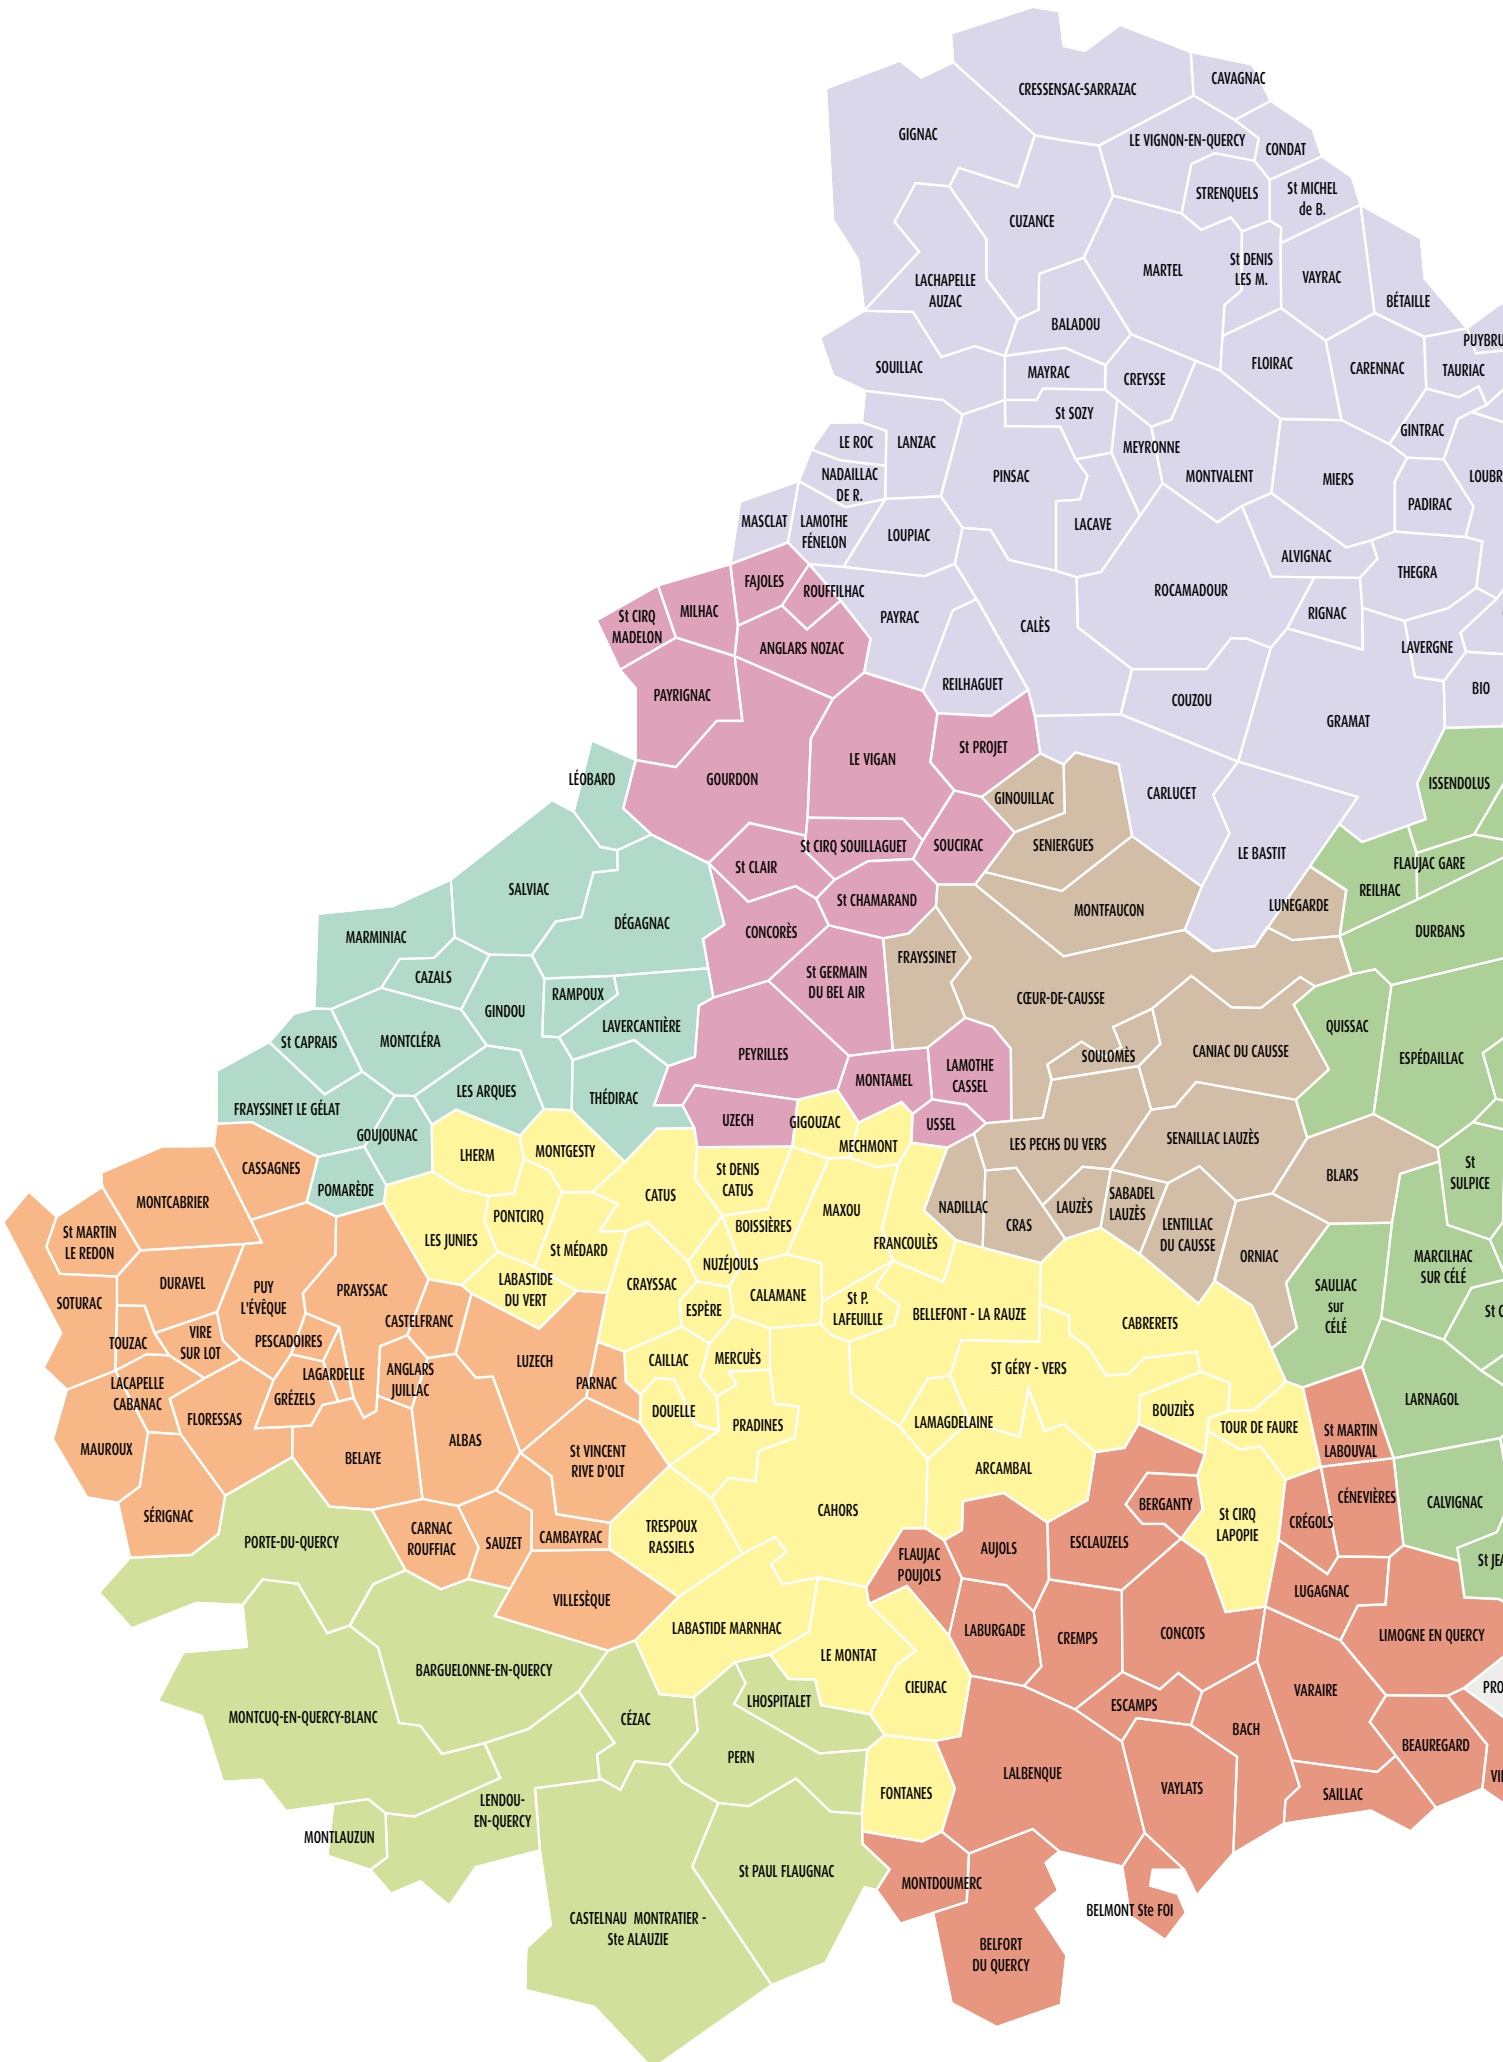 CAVAGNAC
CRESSENSAC-SARRAZAC
GIGNAC
LE VIGNON-EN-QUERCY
CONDAT
STRENQUELS
St MICHEL
de B.
CUZANCE
MARTEL
St DENIS
LES M.
VAYRAC
BÉTAILLE
LACHAPELLE
AUZAC
BALADOU
PUYBRU
SOUILLAC
MAYRAC
CREYSSE
FLOIRAC
CARENNAC
TAURIAC
St SOZY
LE ROC
LANZAC
MEYRONNE
GINTRAC
NADAILLAC
DE R.
PINSAC
MONTVALENT
MIERS
LOUBR
PADIRAC
MASCLAT
LAMOTHE
FÉNELON
LOUPIAC
LACAVE
ALVIGNAC
THEGRA
FAJOLES
ROUFFILHAC
ROCAMADOUR
St CIRQ
MADELON
MILHAC
PAYRAC
CALÈS
RIGNAC
ANGLARS NOZAC
LAVERGNE
PAYRIGNAC
REILHAGUET
COUZOU
BIO
GRAMAT
LE VIGAN
St PROJET
LÉOBARD
GOURDON
GINOUILLAC
CARLUCET
ISSENDOLUS
St CIRQ SOUILLAGUET
SOUCIRAC
SENIERGUES
LE BASTIT
FLAUJAC GARE
St CLAIR
SALVIAC
REILHAC
St CHAMARAND
MONTFAUCON
LUNEGARDE
DÉGAGNAC
CONCORÈS
DURBANS
MARMINIAC
FRAYSSINET
CAZALS
St GERMAIN
DU BEL AIR
RAMPOUX
CŒUR-DE-CAUSSE
GINDOU
LAVERCANTIÈRE
QUISSAC
St CAPRAIS
MONTCLÉRA
PEYRILLES
SOULOMÈS
CANIAC DU CAUSSE
ESPÉDAILLAC
MONTAMEL
LAMOTHE
CASSEL
LES ARQUES
THÉDIRAC
FRAYSSINET LE GÉLAT
UZECH
GIGOUZAC
USSEL
GOUJOUNAC
MECHMONT
LES PECHS DU VERS
SENAILLAC LAUZÈS
LHERM
MONTGESTY
CASSAGNES
St DENIS
CATUS
BLARS
St
SULPICE
POMARÈDE
CATUS
MONTCABRIER
NADILLAC
CRAS
LAUZÈS
SABADEL
LAUZÈS
PONTCIRQ
BOISSIÈRES
MAXOU
St MARTIN
LE REDON
LES JUNIES
St MÉDARD
FRANCOULÈS
LENTILLAC
DU CAUSSE
ORNIAC
MARCILHAC
SUR CÉLÉ
NUZÉJOULS
DURAVEL
PUY
L'ÉVÊQUE
PRAYSSAC
LABASTIDE
DU VERT
CRAYSSAC
CALAMANE
St P.
LAFEUILLE
SAULIAC
sur
CÉLÉ
SOTURAC
ESPÈRE
BELLEFONT - LA RAUZE
CABRERETS
St C
CASTELFRANC
TOUZAC
VIRE
SUR LOT
PESCADOIRES
LUZECH
CAILLAC
MERCUÈS
ST GÉRY - VERS
LACAPELLE
CABANAC
LAGARDELLE
ANGLARS
JUILLAC
PARNAC
GRÉZELS
LARNAGOL
FLORESSAS
DOUELLE
PRADINES
LAMAGDELAINE
BOUZIÈS
TOUR DE FAURE
St MARTIN
LABOUVAL
MAUROUX
ALBAS
BELAYE
St VINCENT
RIVE D'OLT
ARCAMBAL
CÉNEVIÈRES
CALVIGNAC
SÉRIGNAC
CAHORS
BERGANTY
St CIRQ
LAPOPIE
CRÉGOLS
PORTE-DU-QUERCY
CARNAC
ROUFFIAC
SAUZET
CAMBAYRAC
TRESPOUX
RASSIELS
FLAUJAC
POUJOLS
AUJOLS
ESCLAUZELS
St JEA
VILLESÈQUE
LUGAGNAC
LABASTIDE MARNHAC
LABURGADE
CREMPS
CONCOTS
LIMOGNE EN QUERCY
LE MONTAT
BARGUELONNE-EN-QUERCY
CIEURAC
VARAIRE
PRO
LHOSPITALET
MONTCUQ-EN-QUERCY-BLANC
CÉZAC
ESCAMPS
BACH
BEAUREGARD
PERN
LALBENQUE
VAYLATS
VII
FONTANES
SAILLAC
LENDOU-
EN-QUERCY
MONTLAUZUN
St PAUL FLAUGNAC
MONTDOUMERC
BELMONT Ste FOI
CASTELNAU MONTRATIER -
Ste ALAUZIE
BELFORT
DU QUERCY